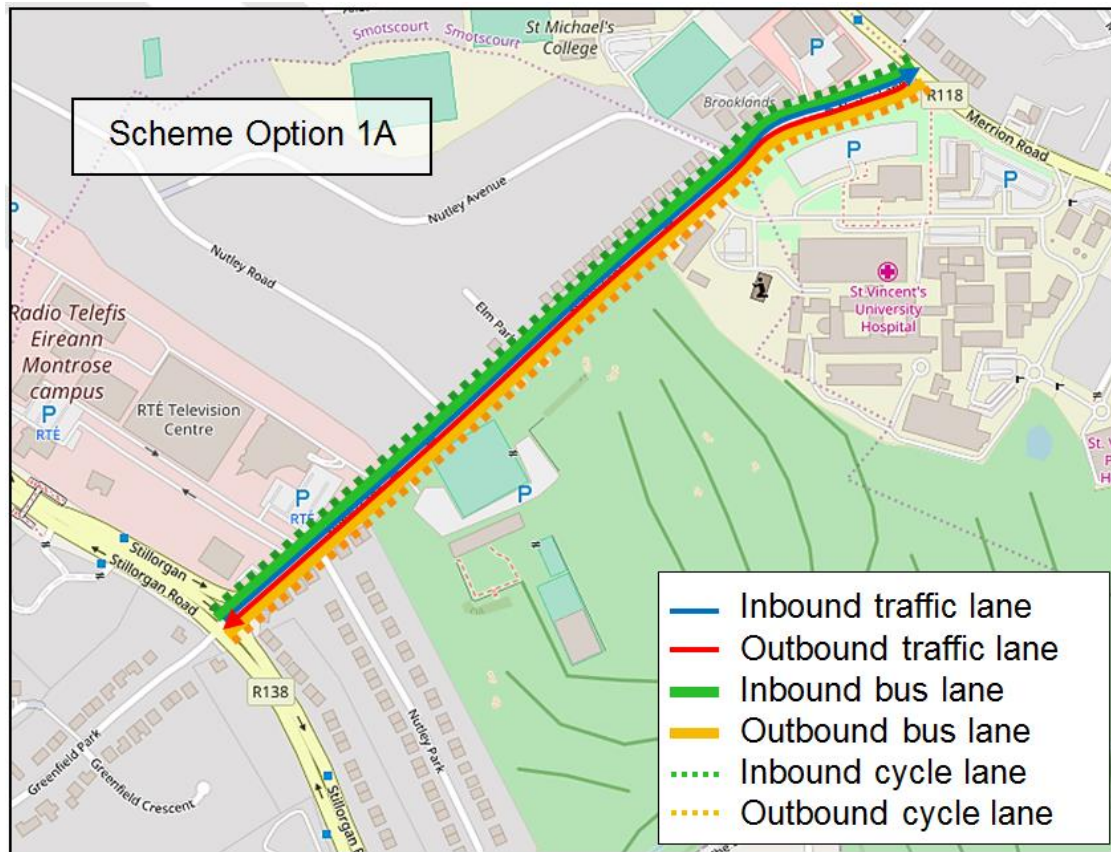 Smotscourt
Smotscourt
St Michael's
College
P
R118
Scheme Option 1A
Brooklands
Merrion Road
P
P
Nutley Avenue
Nutley Road
Elm Park
St.Vincent's
University
Hospital
Radio Telefis
Eireann
Montrose
campus
RTÉ Television
Centre
P
RTÉ
P
RTÉ
P
Stillorgan
Stillorgan Road
R138
Nutley Park
Greenfield Park
Greenfield Crescent
Inbound traffic lane
Outbound traffic lane
Inbound bus lane
Outbound bus lane
Inbound cycle lane
Outbound cycle lane